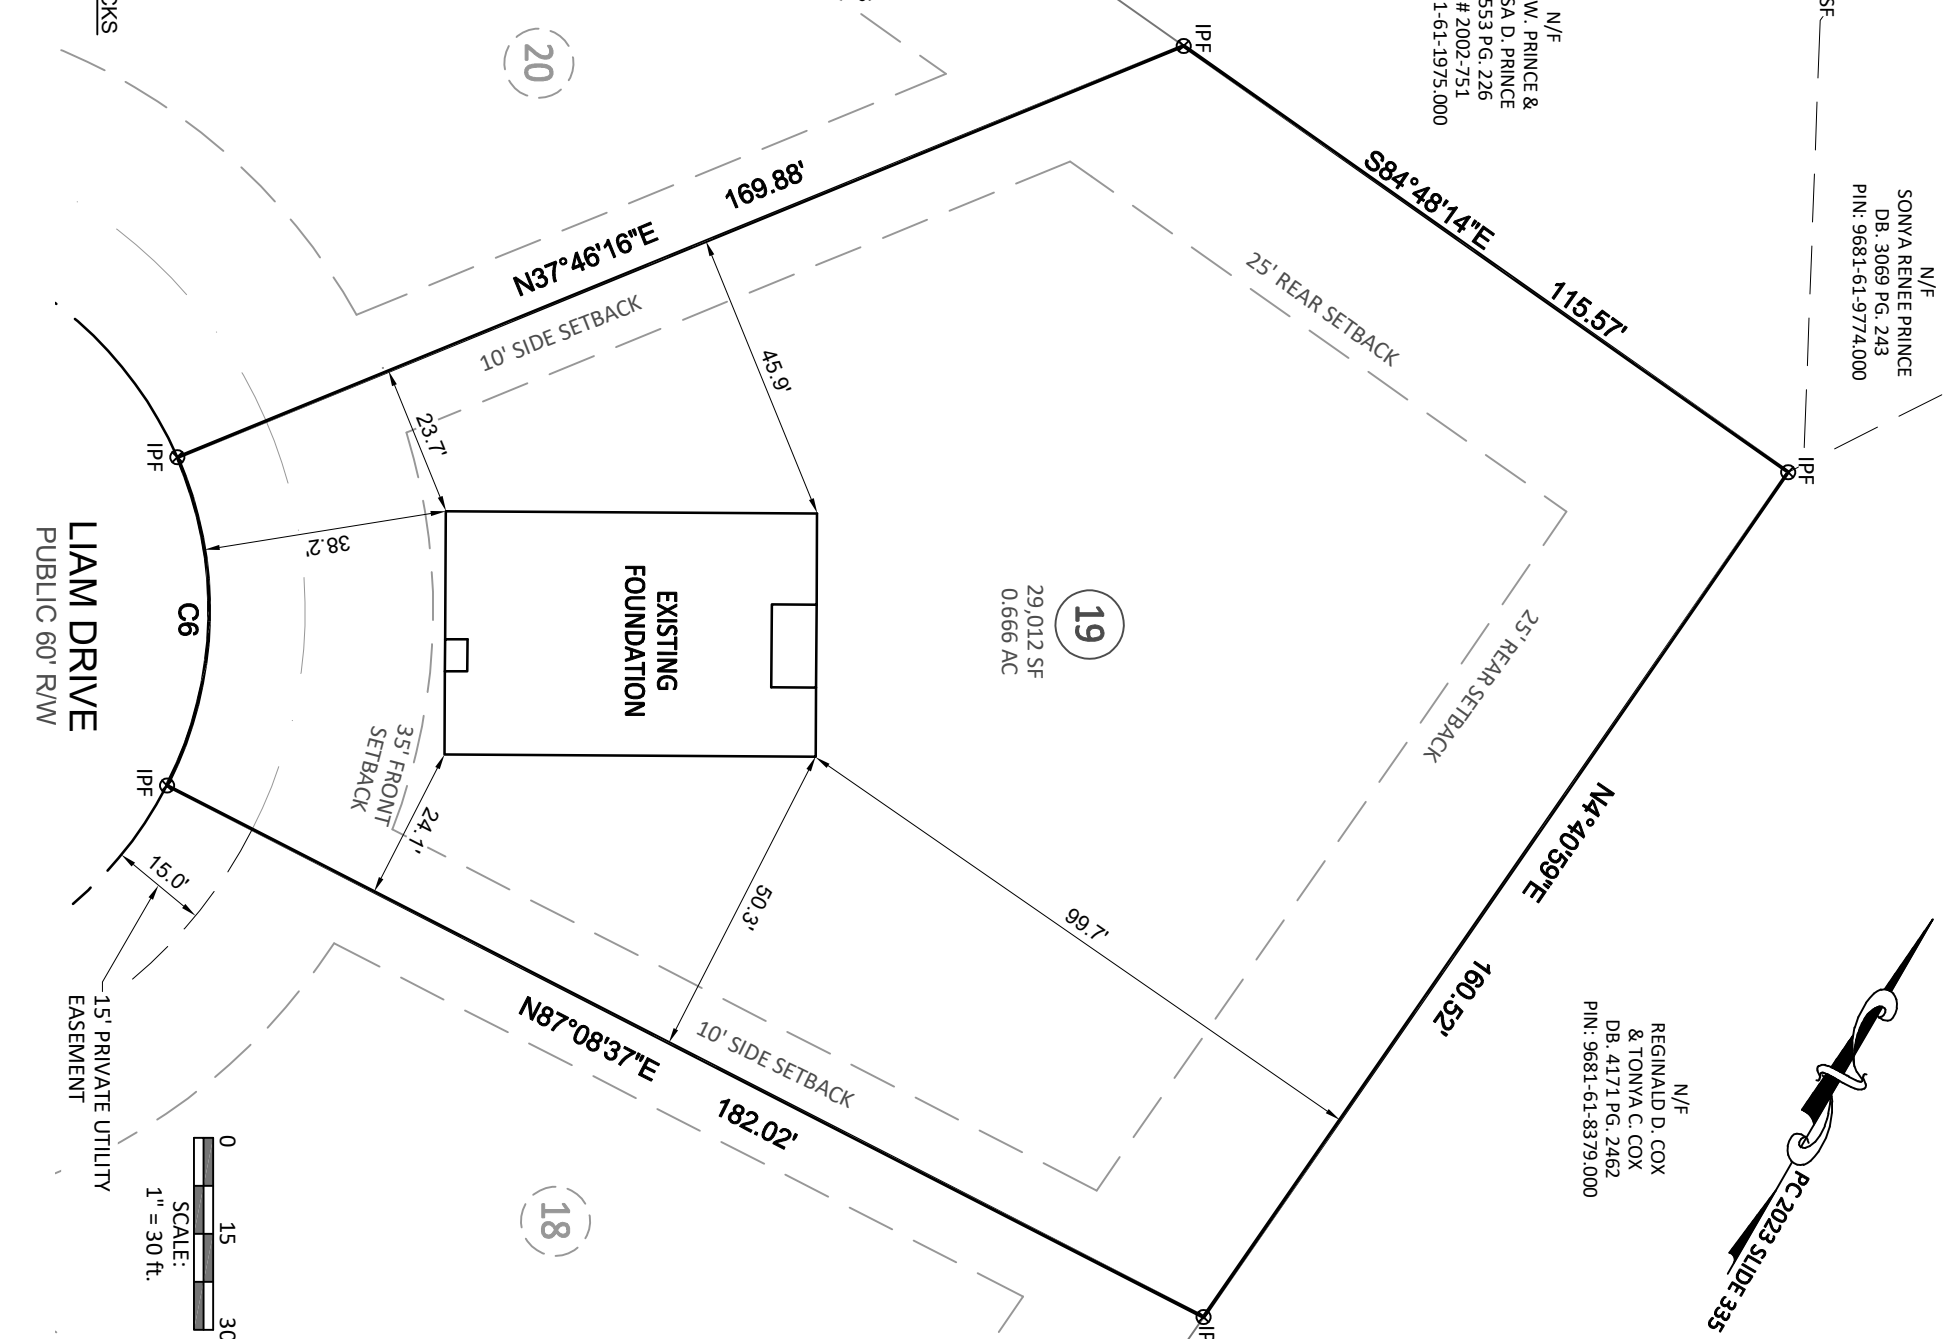 CKS
20
IPF
N/F
W. PRINCE &
SA D. PRINCE
553 PG. 226
# 2002-751
1-61-1975.000
SF
N/F
SONYA RENEE PRINCE
DB. 3069 PG. 243
PIN: 9681-61-9774.000
S84°48'14"E
115.57'
IPF
169.88'
N37°46'16"E
10' SIDE SETBACK
25' REAR SETBACK
45.9'
23.7'
IPF
38.2'
LIAM DRIVE
PUBLIC 60' R/W
C6
EXISTING
FOUNDATION
19
29,012 SF
0.666 AC
25' REAR SETBACK
N4°40'59"E
160.52'
35' FRONT
SETBACK
IPF
24.1'
50.3'
99.7'
15.0'
15' PRIVATE UTILITY
EASEMENT
N87°08'37"E
182.02'
10' SIDE SETBACK
N/F
REGINALD D. COX
& TONYA C. COX
DB. 4171 PG. 2462
PIN: 9681-61-8379.000
PC 2023 SLIDE 335
18
0 15 30
SCALE:
1" = 30 ft.